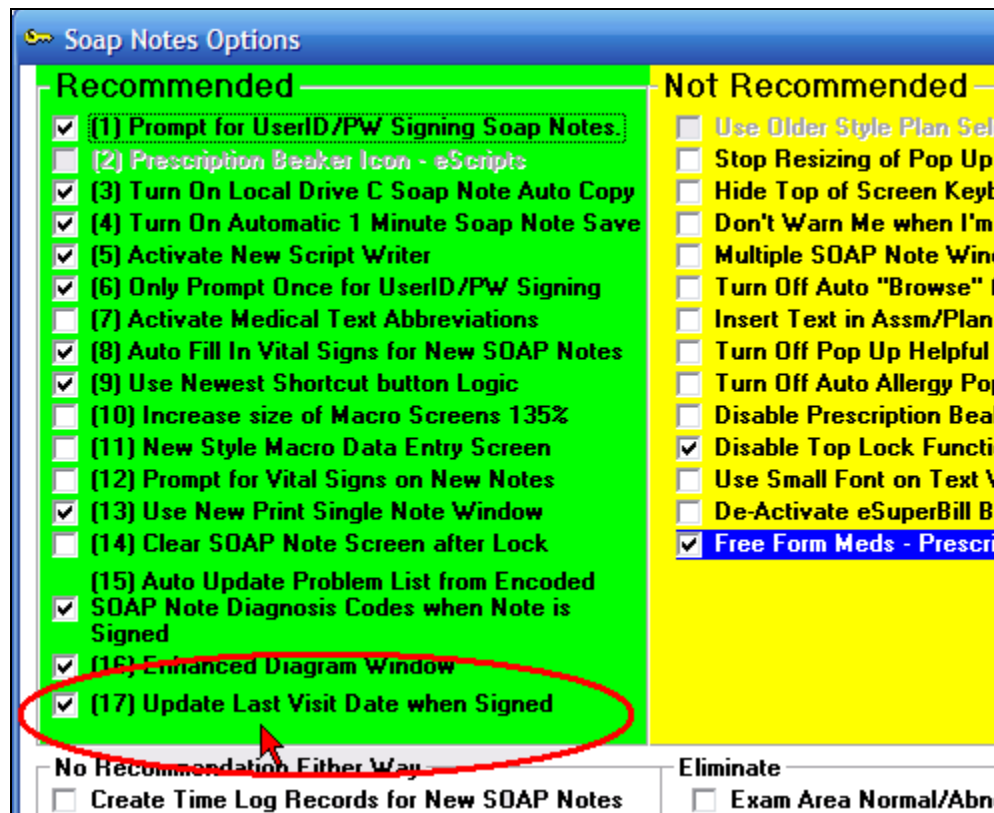 Soap Notes Options
Recommended
(1) Prompt for UserID/PW Signing Soap Notes.
(2) Prescription Beaker Icon - eScripts
(3) Turn On Local Drive C Soap Note Auto Copy
(4) Turn On Automatic 1 Minute Soap Note Save
(5) Activate New Script Writer
(6) Only Prompt Once for UserID/PW Signing
(7) Activate Medical Text Abbreviations
(8) Auto Fill In Vital Signs for New SOAP Notes
(9) Use Newest Shortcut button Logic
(10) Increase size of Macro Screens 135%
(11) New Style Macro Data Entry Screen
(12) Prompt for Vital Signs on New Notes
(13) Use New Print Single Note Window
(14) Clear SOAP Note Screen after Lock
(15) Auto Update Problem List from Encoded
SOAP Note Diagnosis Codes when Note is
Signed
(16) Enhanced Diagram Window
(17) Update Last Visit Date when Signed
Not Recommended
Use Older Style Plan Sel
Stop Resizing of Pop Up
Hide Top of Screen Keyb
Don't Warn Me when I'm
Multiple SOAP Note Win
Turn Off Auto "Browse"
Insert Text in Assm/Plan
Turn Off Pop Up Helpful
Turn Off Auto Allergy Po
Disable Prescription Bea
Disable Top Lock Functi
Use Small Font on Text
De-Activate eSuperBill B
Free Form Meds - Prescri
No Recommendation Either Way
Create Time Log Records for New SOAP Notes
Eliminate
Exam Area Normal/Abn